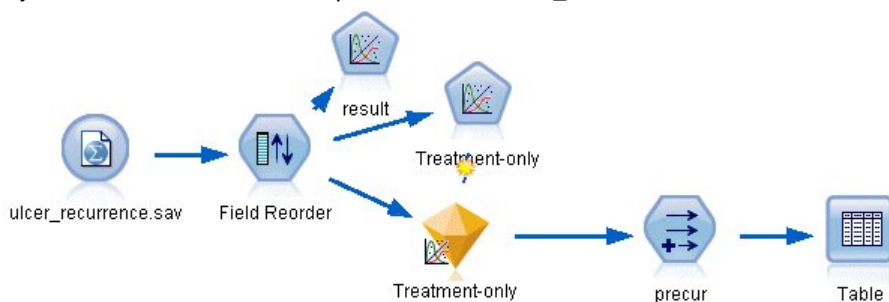 result
Treatment-only
ulcer_recurrence.sav
Field Reorder
Treatment-only
precur
Table